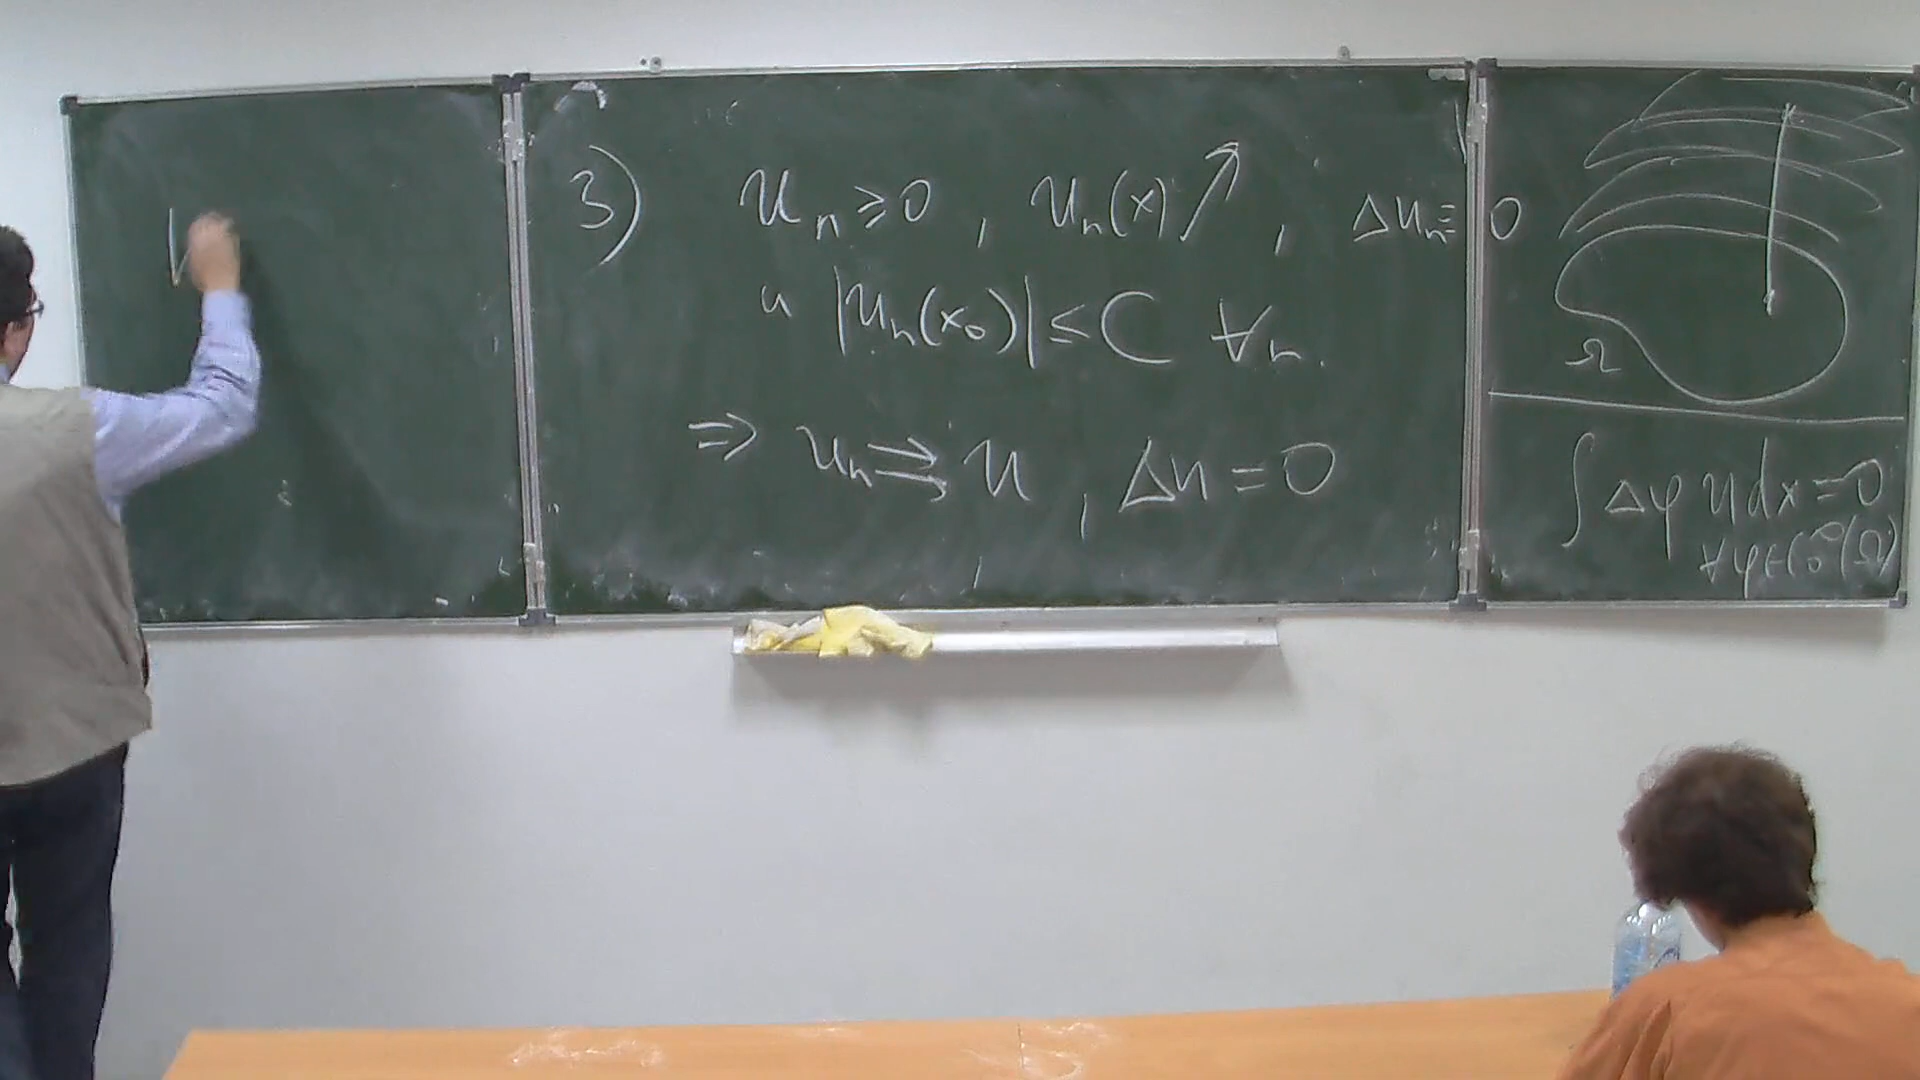 3) u_n ≥ 0, u_n(x) ↗, Δu_n = 0
и |u_n(x_0)| ≤ C ∀n.
⇒ u_n ⇉ u, Δu = 0
Ω
∫ Δφ u dx = 0
∀φ ∈ C_0^∞(Ω)